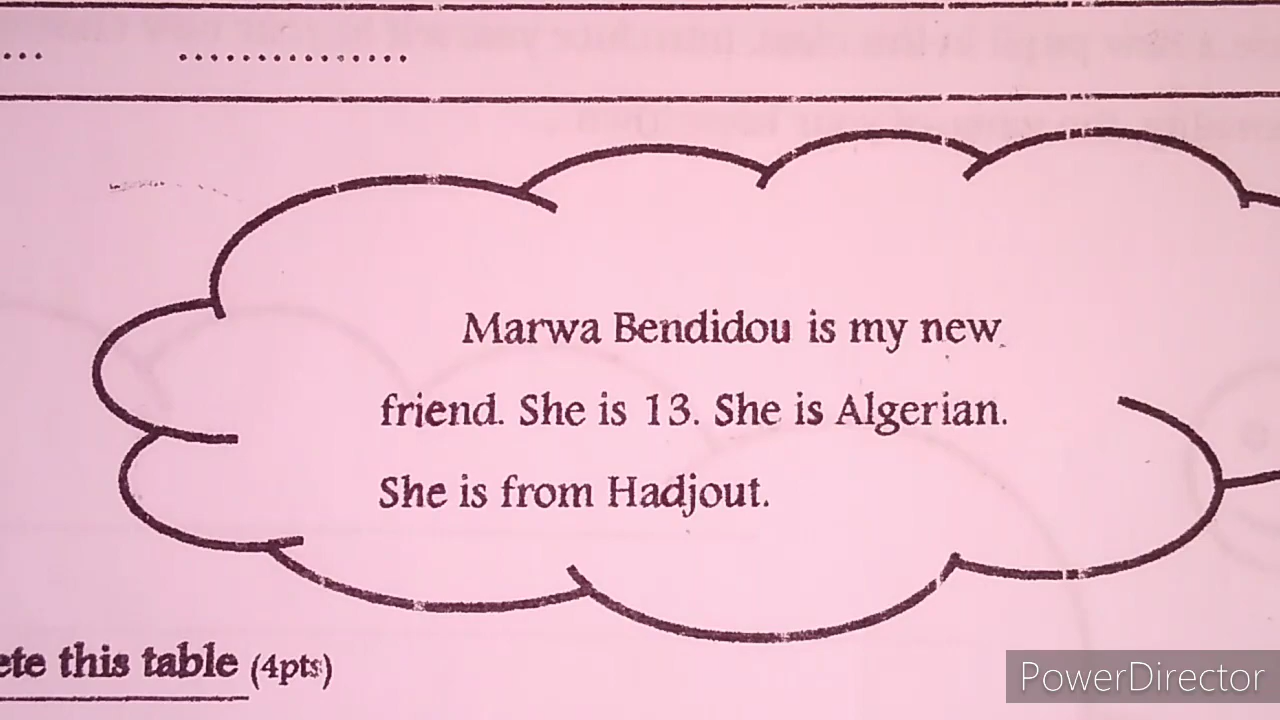 Marwa Bendidou is my new
friend. She is 13. She is Algerian.
She is from Hadjout.
this table (4pts)
PowerDirector